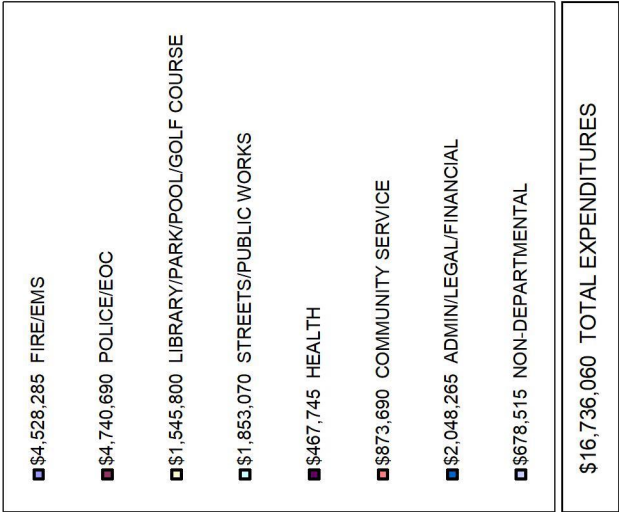 $4,528,285 FIRE/EMS
$4,740,690 POLICE/EOC
$1,545,800 LIBRARY/PARK/POOL/GOLF COURSE
$1,853,070 STREETS/PUBLIC WORKS
$467,745 HEALTH
$873,690 COMMUNITY SERVICE
$2,048,265 ADMIN/LEGAL/FINANCIAL
$678,515 NON-DEPARTMENTAL
$16,736,060 TOTAL EXPENDITURES